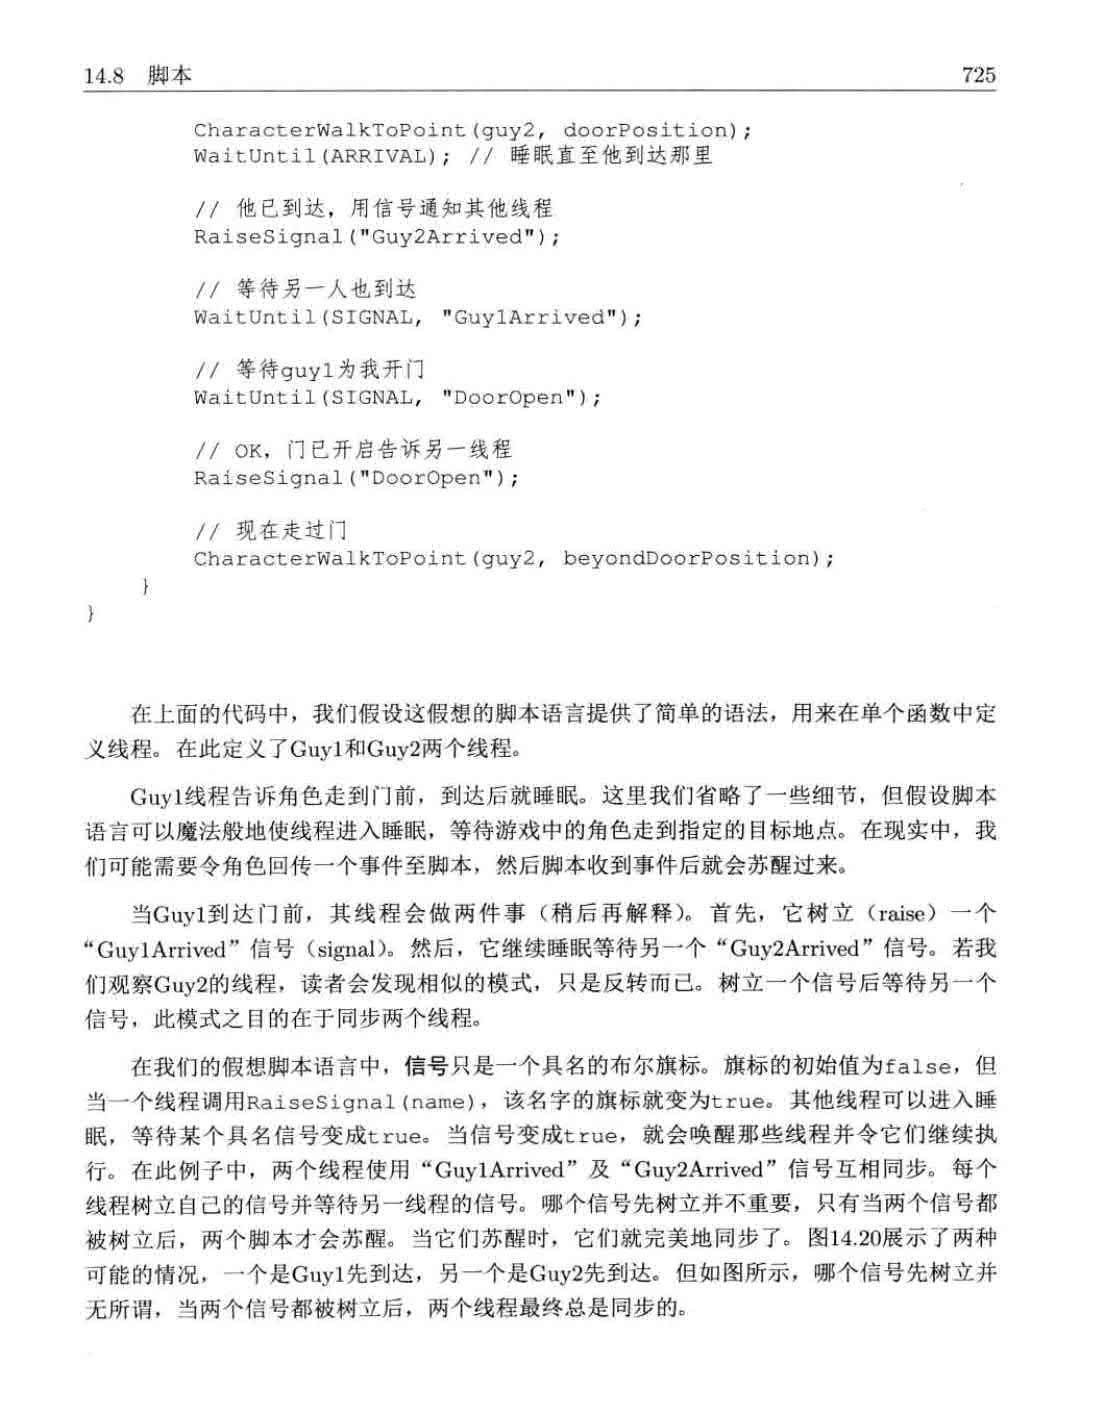 14.8 脚本 725
CharacterWalkToPoint(guy2, doorPosition);
WaitUntil(ARRIVAL); // 睡眠直至他到达那里
// 他已到达，用信号通知其他线程
RaiseSignal("Guy2Arrived");
// 等待另一人也到达
WaitUntil(SIGNAL, "Guy1Arrived");
// 等待guy1为我开门
WaitUntil(SIGNAL, "DoorOpen");
// OK，门已开启告诉另一线程
RaiseSignal("DoorOpen");
// 现在走过门
CharacterWalkToPoint(guy2, beyondDoorPosition);
}
}
在上面的代码中，我们假设这假想的脚本语言提供了简单的语法，用来在单个函数中定
义线程。在此定义了Guy1和Guy2两个线程。
Guy1线程告诉角色走到门前，到达后就睡眠。这里我们省略了一些细节，但假设脚本
语言可以魔法般地使线程进入睡眠，等待游戏中的角色走到指定的目标地点。在现实中，我
们可能需要令角色回传一个事件至脚本，然后脚本收到事件后就会苏醒过来。
当Guy1到达门前，其线程会做两件事（稍后再解释）。首先，它树立（raise）一个
“Guy1Arrived”信号（signal）。然后，它继续睡眠等待另一个“Guy2Arrived”信号。若我
们观察Guy2的线程，读者会发现相似的模式，只是反转而已。树立一个信号后等待另一个
信号，此模式之目的在于同步两个线程。
在我们的假想脚本语言中，信号只是一个具名的布尔旗标。旗标的初始值为false，但
当一个线程调用RaiseSignal(name)，该名字的旗标就变为true。其他线程可以进入睡
眠，等待某个具名信号变成true。当信号变成true，就会唤醒那些线程并令它们继续执
行。在此例子中，两个线程使用“Guy1Arrived”及“Guy2Arrived”信号互相同步。每个
线程树立自己的信号并等待另一线程的信号。哪个信号先树立并不重要，只有当两个信号都
被树立后，两个脚本才会苏醒。当它们苏醒时，它们就完美地同步了。图14.20展示了两种
可能的情况，一个是Guy1先到达，另一个是Guy2先到达。但如图所示，哪个信号先树立并
无所谓，当两个信号都被树立后，两个线程最终总是同步的。